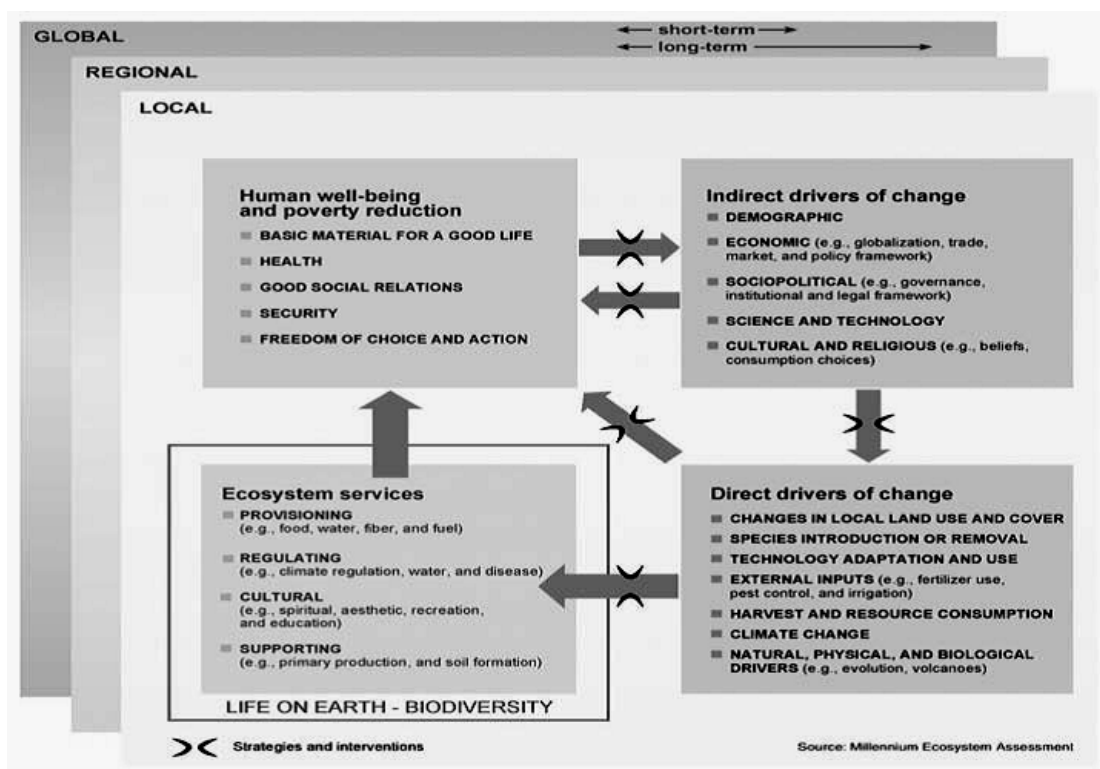 GLOBAL
short-term
long-term
REGIONAL
LOCAL
Human well-being
and poverty reduction
BASIC MATERIAL FOR A GOOD LIFE
HEALTH
GOOD SOCIAL RELATIONS
SECURITY
FREEDOM OF CHOICE AND ACTION
Indirect drivers of change
DEMOGRAPHIC
ECONOMIC (e.g., globalization, trade,
market, and policy framework)
SOCIOPOLITICAL (e.g., governance,
institutional and legal framework)
SCIENCE AND TECHNOLOGY
CULTURAL AND RELIGIOUS (e.g., beliefs,
consumption choices)
Ecosystem services
PROVISIONING
(e.g., food, water, fiber, and fuel)
REGULATING
(e.g., climate regulation, water, and disease)
CULTURAL
(e.g., spiritual, aesthetic, recreation,
and education)
SUPPORTING
(e.g., primary production, and soil formation)
LIFE ON EARTH - BIODIVERSITY
Direct drivers of change
CHANGES IN LOCAL LAND USE AND COVER
SPECIES INTRODUCTION OR REMOVAL
TECHNOLOGY ADAPTATION AND USE
EXTERNAL INPUTS (e.g., fertilizer use,
pest control, and irrigation)
HARVEST AND RESOURCE CONSUMPTION
CLIMATE CHANGE
NATURAL, PHYSICAL, AND BIOLOGICAL
DRIVERS (e.g., evolution, volcanoes)
Strategies and interventions
Source: Millennium Ecosystem Assessment